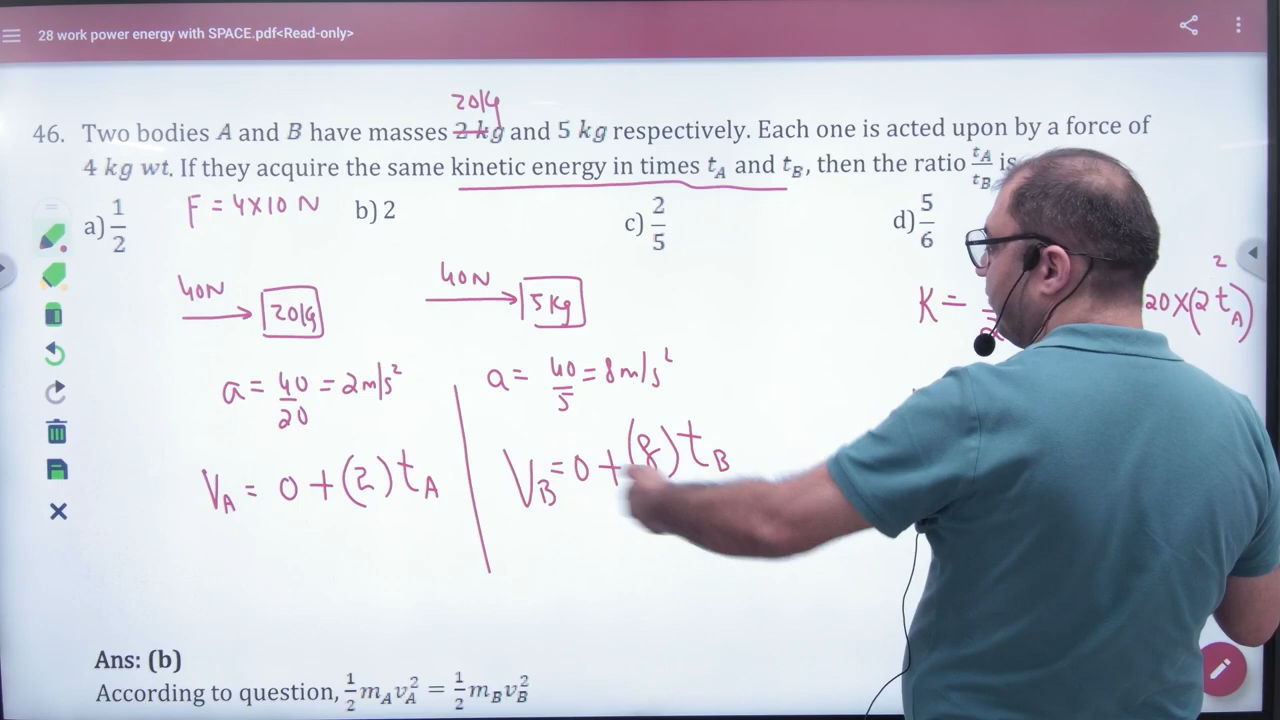 28 work power energy with SPACE.pdf<Read-only>
20kg
46. Two bodies A and B have masses 2 kg and 5 kg respectively. Each one is acted upon by a force of
4 kg wt. If they acquire the same kinetic energy in times t_A and t_B, then the ratio t_A/t_B is
a) 1/2 b) 2 c) 2/5 d) 5/6
F = 4×10 N
40N 20kg 40N 5kg
K = 20×(2t_A)²
a = 40/20 = 2m/s² a = 40/5 = 8m/s²
V_A = 0+(2)t_A V_B = 0+(8)t_B
Ans: (b)
According to question, 1/2 m_A v_A² = 1/2 m_B v_B²